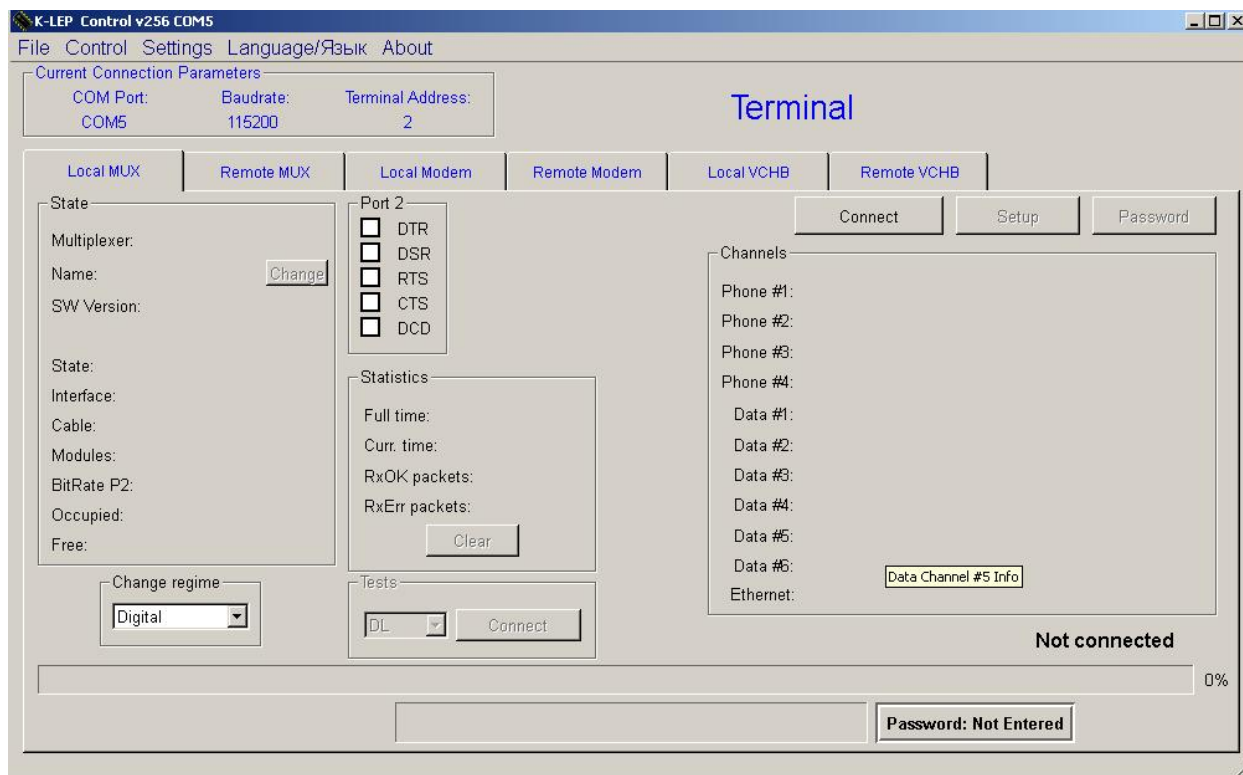 K-LEP Control v256 COM5
File Control Settings Language/Язык About
Current Connection Parameters
COM Port: Baudrate: Terminal Address:
COM5 115200 2
Terminal
Local MUX Remote MUX Local Modem Remote Modem Local VCHB Remote VCHB
State
Multiplexer:
Name: Change
SW Version:
State:
Interface:
Cable:
Modules:
BitRate P2:
Occupied:
Free:
Change regime
Digital
Port 2
DTR
DSR
RTS
CTS
DCD
Statistics
Full time:
Curr. time:
RxOK packets:
RxErr packets:
Clear
Tests
DL Connect
Connect Setup Password
Channels
Phone #1:
Phone #2:
Phone #3:
Phone #4:
Data #1:
Data #2:
Data #3:
Data #4:
Data #5:
Data #6:
Data Channel #5 Info
Ethernet:
Not connected
0%
Password: Not Entered